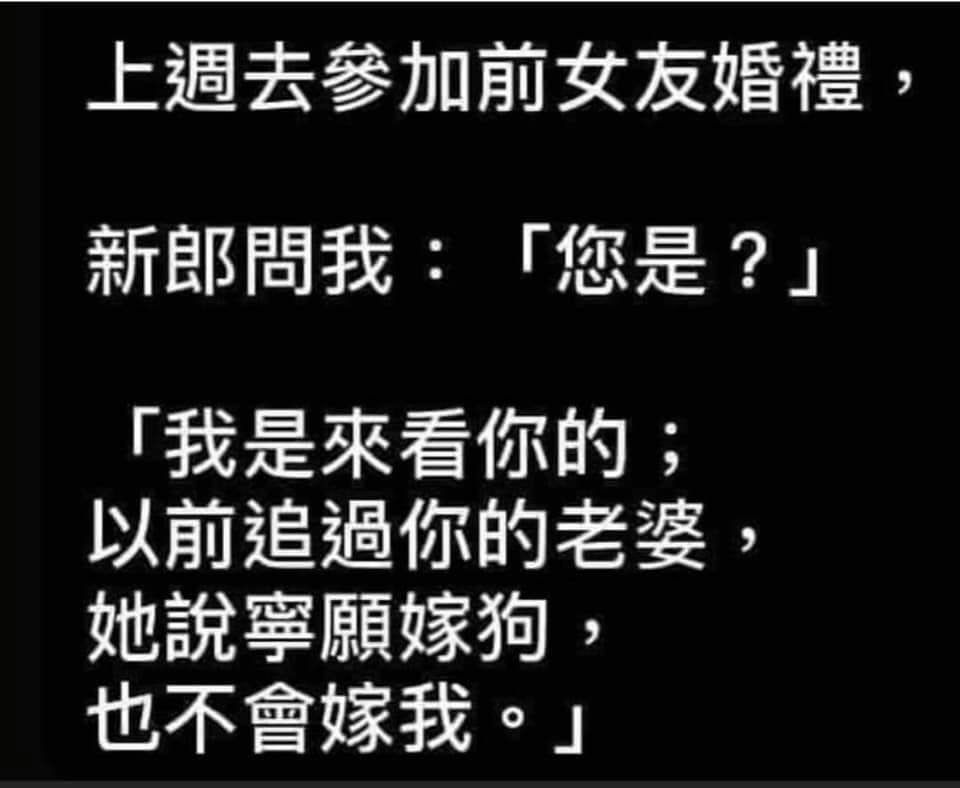 上週去參加前女友婚禮，
新郎問我：「您是？」
「我是來看你的；
以前追過你的老婆，
她說寧願嫁狗，
也不會嫁我。」